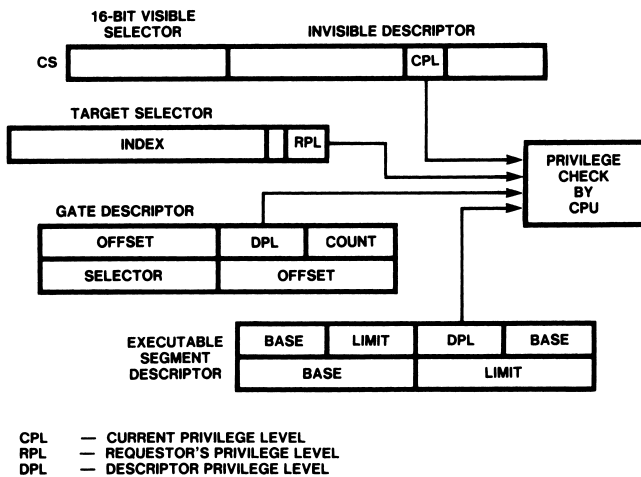 16-BIT VISIBLE
SELECTOR
INVISIBLE DESCRIPTOR
CS
CPL
TARGET SELECTOR
INDEX
RPL
PRIVILEGE
CHECK
BY
CPU
GATE DESCRIPTOR
OFFSET
DPL
COUNT
SELECTOR
OFFSET
EXECUTABLE
SEGMENT
DESCRIPTOR
BASE
LIMIT
DPL
BASE
BASE
LIMIT
CPL — CURRENT PRIVILEGE LEVEL
RPL — REQUESTOR'S PRIVILEGE LEVEL
DPL — DESCRIPTOR PRIVILEGE LEVEL